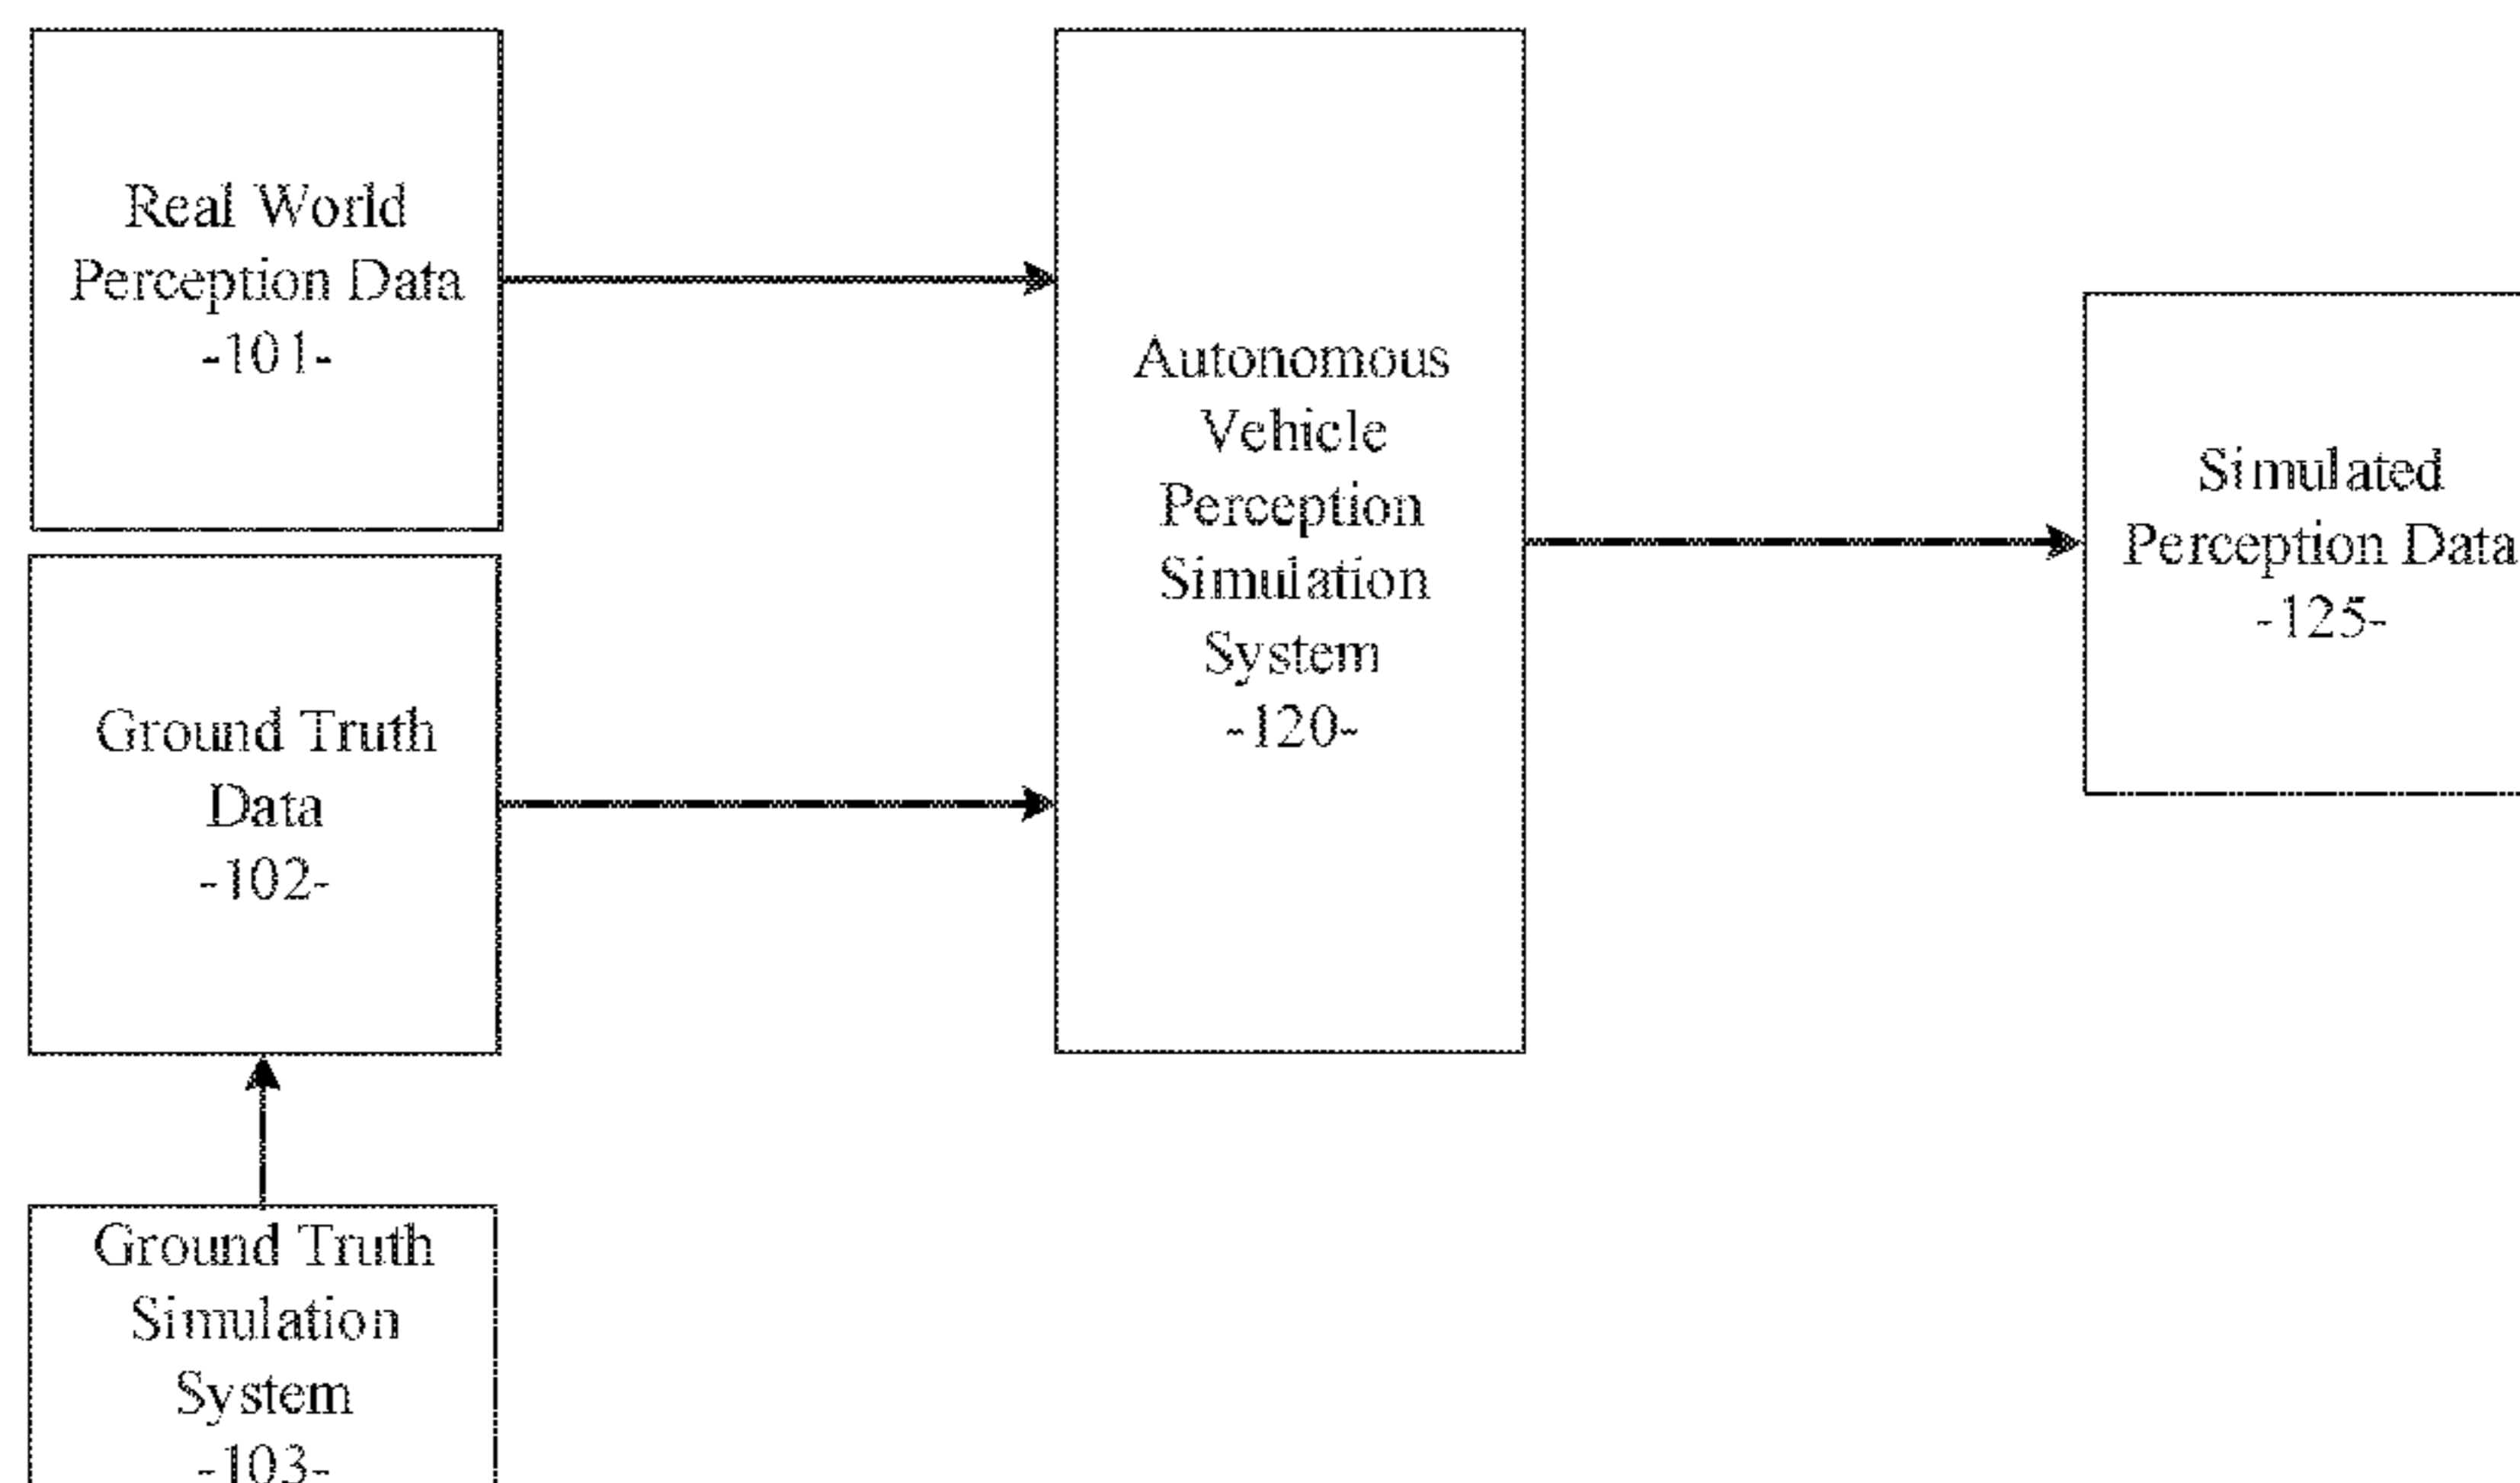 Real World
Perception Data
-101-
Ground Truth
Data
-102-
Ground Truth
Simulation
System
-103-
Autonomous
Vehicle
Perception
Simulation
System
-120-
Simulated
Perception Data
-125-